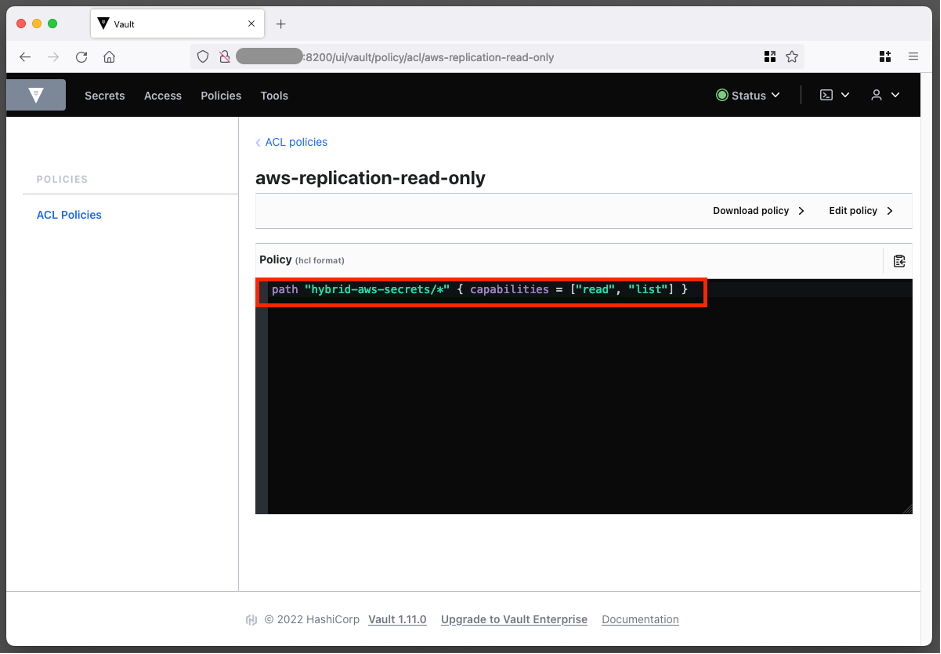 Vault
:8200/ui/vault/policy/acl/aws-replication-read-only
Secrets Access Policies Tools Status
ACL policies
POLICIES
aws-replication-read-only
ACL Policies
Download policy Edit policy
Policy (hcl format)
path "hybrid-aws-secrets/*" { capabilities = ["read", "list"] }
© 2022 HashiCorp Vault 1.11.0 Upgrade to Vault Enterprise Documentation